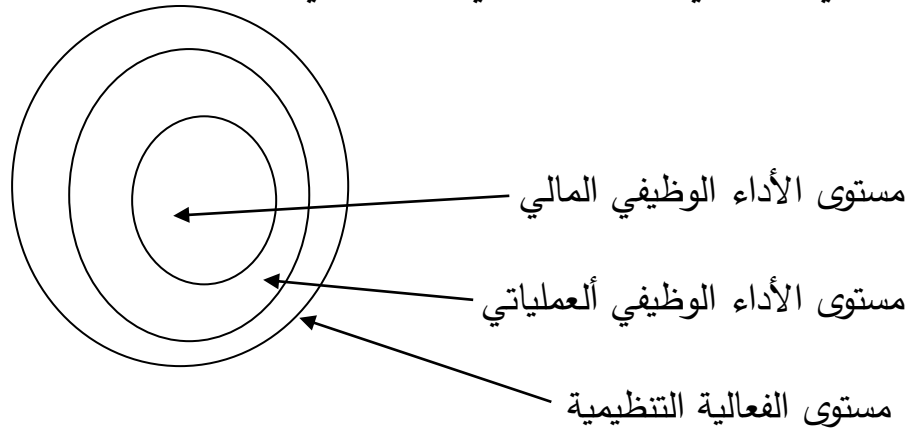 مستوى الأداء الوظيفي المالي
مستوى الأداء الوظيفي ألعملياتي
مستوى الفعالية التنظيمية